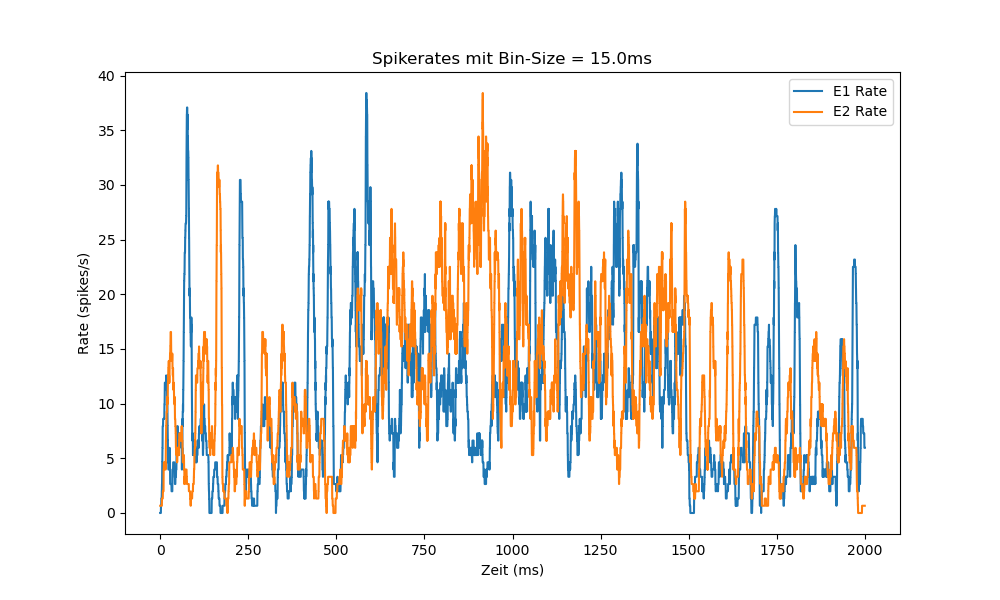 Spikerates mit Bin-Size = 15.0ms
E1 Rate
E2 Rate
Rate (spikes/s)
40
35
30
25
20
15
10
5
0
0 250 500 750 1000 1250 1500 1750 2000
Zeit (ms)